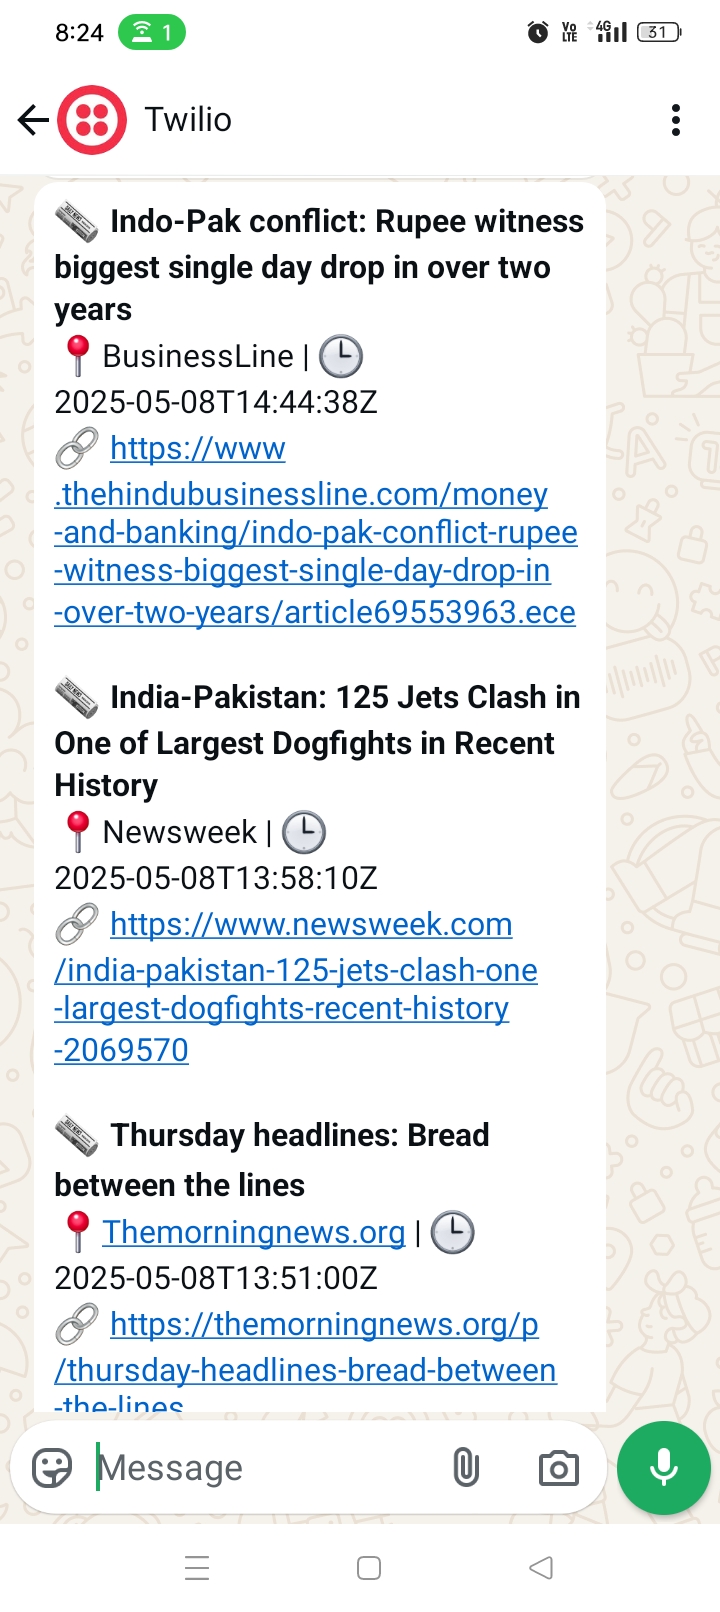 8:24
1
Vo
LTE
4G
31
Twilio
Indo-Pak conflict: Rupee witness
biggest single day drop in over two
years
BusinessLine |
2025-05-08T14:44:38Z
https://www
.thehindubusinessline.com/money
-and-banking/indo-pak-conflict-rupee
-witness-biggest-single-day-drop-in
-over-two-years/article69553963.ece
India-Pakistan: 125 Jets Clash in
One of Largest Dogfights in Recent
History
Newsweek |
2025-05-08T13:58:10Z
https://www.newsweek.com
/india-pakistan-125-jets-clash-one
-largest-dogfights-recent-history
-2069570
Thursday headlines: Bread
between the lines
Themorningnews.org |
2025-05-08T13:51:00Z
https://themorningnews.org/p
/thursday-headlines-bread-between
-the-lines
Message